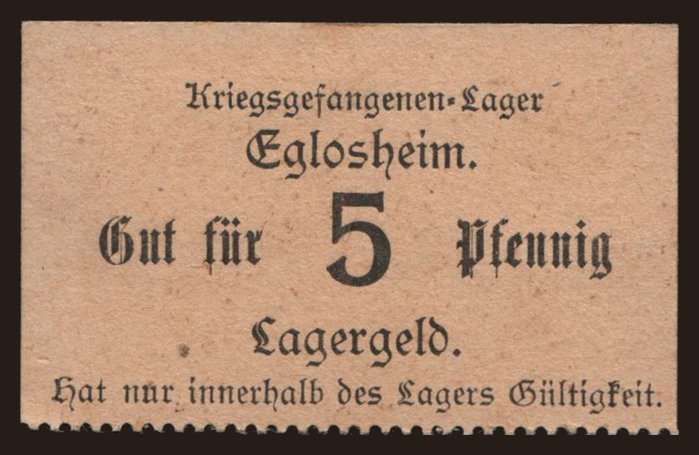 Kriegsgefangenen-Lager
Eglosheim.
Gut für 5 Pfennig
Lagergeld.
Hat nur innerhalb des Lagers Gültigkeit.